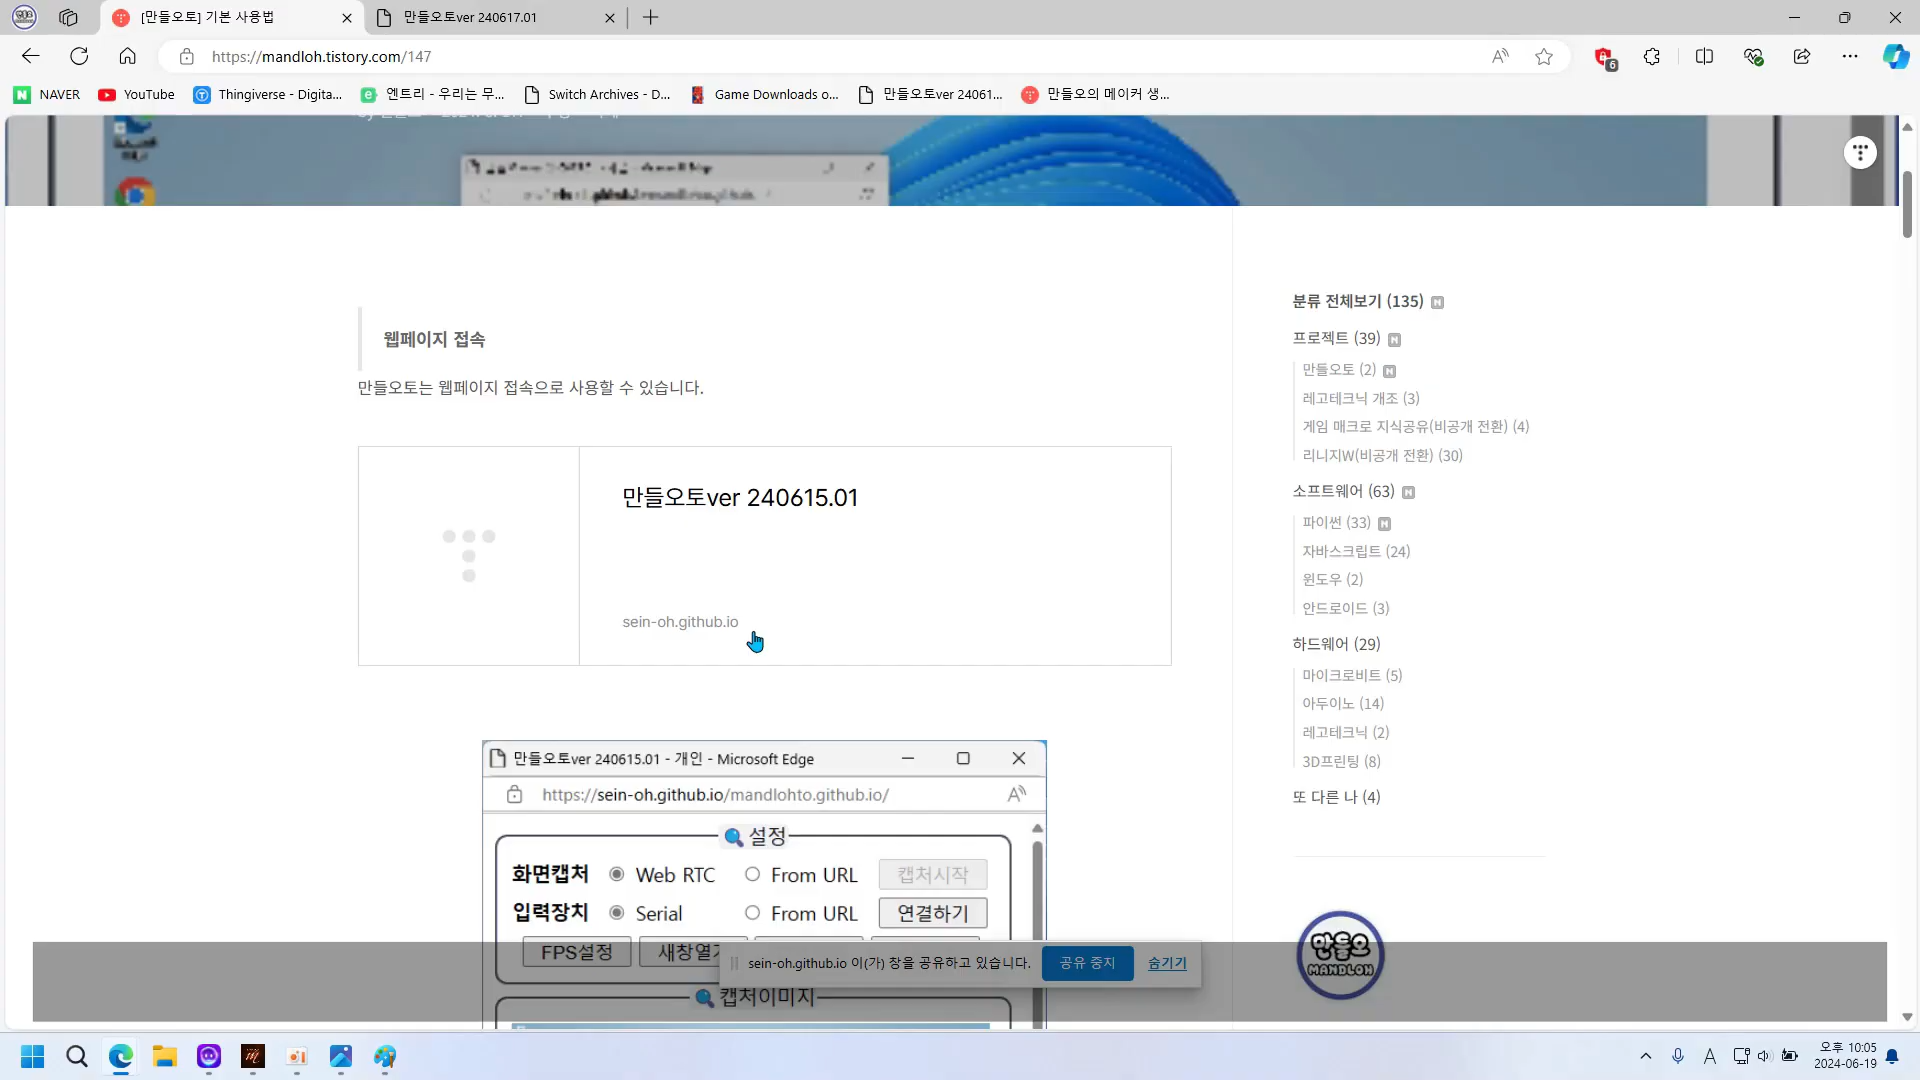 [만들오토] 기본 사용법
만들오토ver 240617.01
https://mandloh.tistory.com/147
6
NAVER
YouTube
Thingiverse - Digita...
엔트리 - 우리는 무...
Switch Archives - D...
Game Downloads o...
만들오토ver 24061...
만들오의 메이커 생...
웹페이지 접속
만들오토는 웹페이지 접속으로 사용할 수 있습니다.
만들오토ver 240615.01
sein-oh.github.io
만들오토ver 240615.01 - 개인 - Microsoft Edge
https://sein-oh.github.io/mandlohto.github.io/
설정
화면캡처 Web RTC From URL 캡처시작
입력장치 Serial From URL 연결하기
FPS설정 새창열기
sein-oh.github.io 이(가) 창을 공유하고 있습니다. 공유 중지 숨기기
캡처이미지
분류 전체보기 (135) N
프로젝트 (39) N
만들오토 (2) N
레고테크닉 개조 (3)
게임 매크로 지식공유(비공개 전환) (4)
리니지W(비공개 전환) (30)
소프트웨어 (63) N
파이썬 (33) N
자바스크립트 (24)
윈도우 (2)
안드로이드 (3)
하드웨어 (29)
마이크로비트 (5)
아두이노 (14)
레고테크닉 (2)
3D프린팅 (8)
또 다른 나 (4)
만들오
MANDLOH
A
오후 10:05
2024-06-19